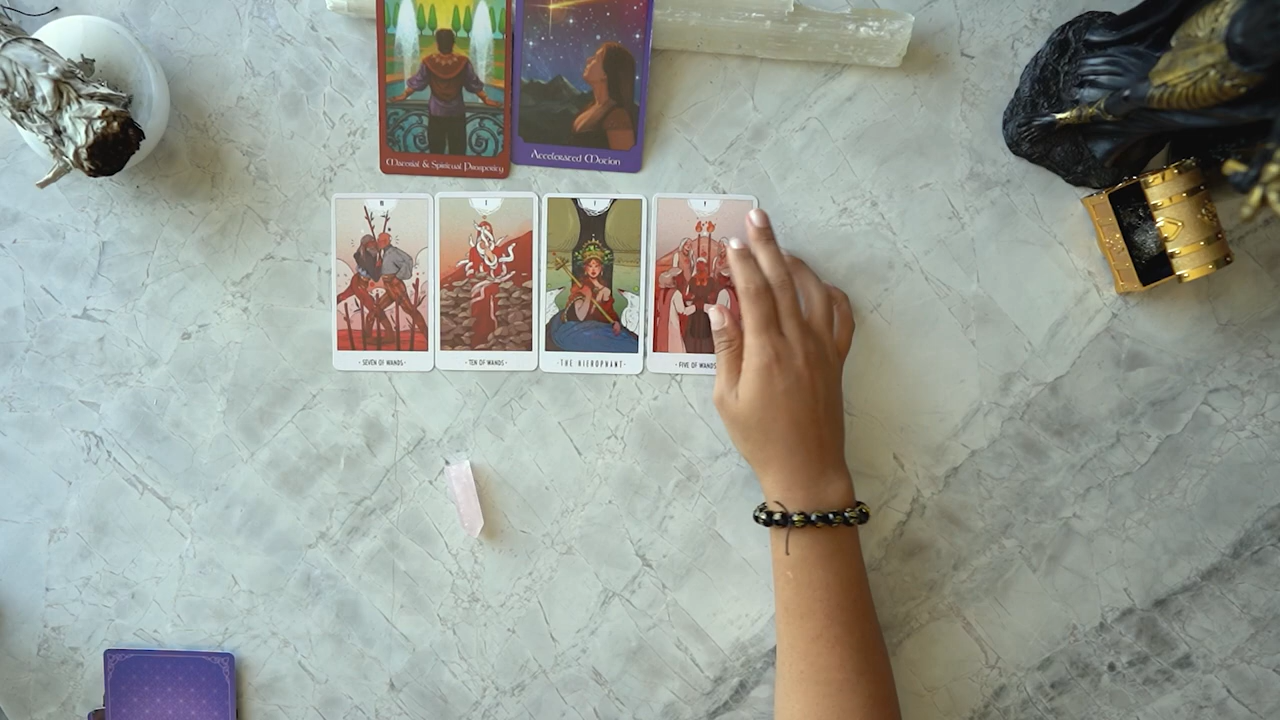 Material & Spiritual Prosperity
Accelerated Motion
· SEVEN OF WANDS ·
· TEN OF WANDS ·
· THE HIEROPHANT ·
· FIVE OF WANDS